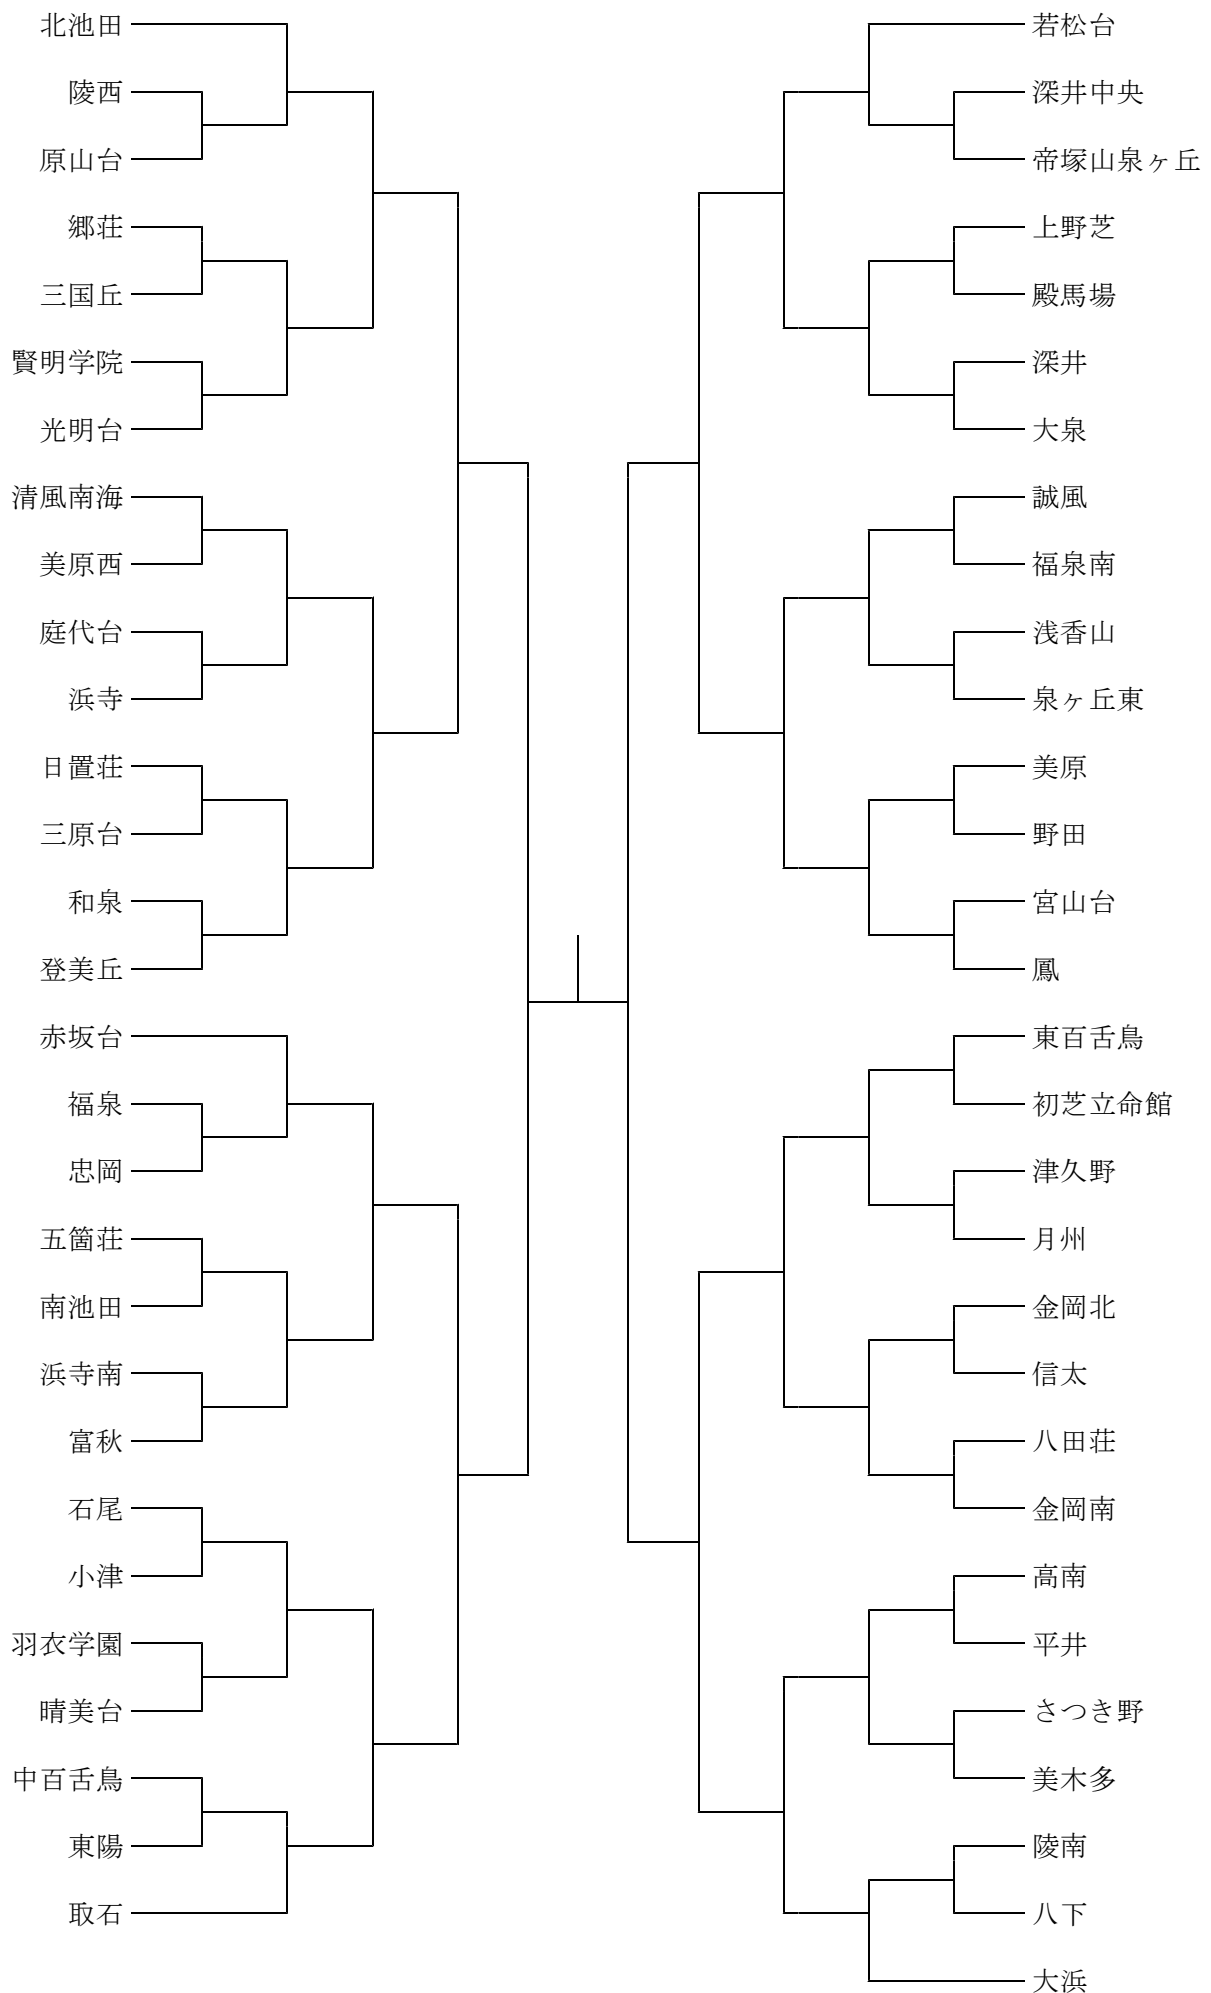 北池田
陵西
原山台
郷荘
三国丘
賢明学院
光明台
清風南海
美原西
庭代台
浜寺
日置荘
三原台
和泉
登美丘
赤坂台
福泉
忠岡
五箇荘
南池田
浜寺南
富秋
石尾
小津
羽衣学園
晴美台
中百舌鳥
東陽
取石
若松台
深井中央
帝塚山泉ヶ丘
上野芝
殿馬場
深井
大泉
誠風
福泉南
浅香山
泉ヶ丘東
美原
野田
宮山台
鳳
東百舌鳥
初芝立命館
津久野
月州
金岡北
信太
八田荘
金岡南
高南
平井
さつき野
美木多
陵南
八下
大浜